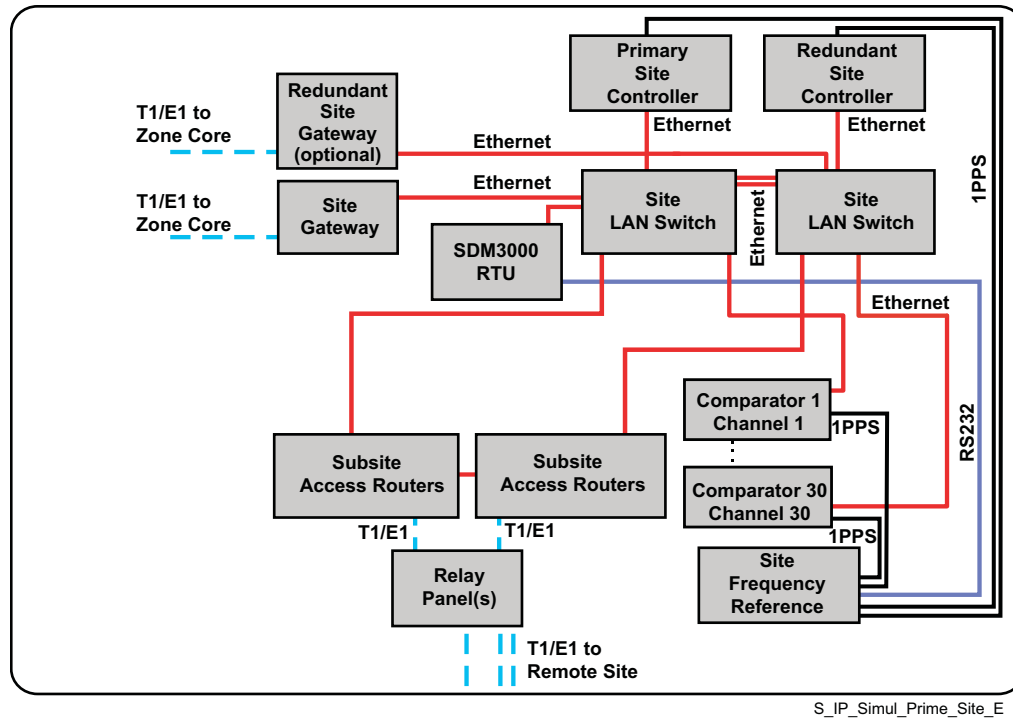 Primary
Site
Controller
Redundant
Site
Controller
Redundant
Site
Gateway
(optional)
T1/E1 to
Zone Core
Ethernet
Ethernet
Ethernet
1PPS
T1/E1 to
Zone Core
Site
Gateway
Ethernet
Site
LAN Switch
Ethernet
Site
LAN Switch
SDM3000
RTU
Ethernet
RS232
Comparator 1
Channel 1
1PPS
Subsite
Access Routers
Subsite
Access Routers
Comparator 30
Channel 30
T1/E1
T1/E1
1PPS
Relay
Panel(s)
Site
Frequency
Reference
T1/E1 to
Remote Site
S_IP_Simul_Prime_Site_E